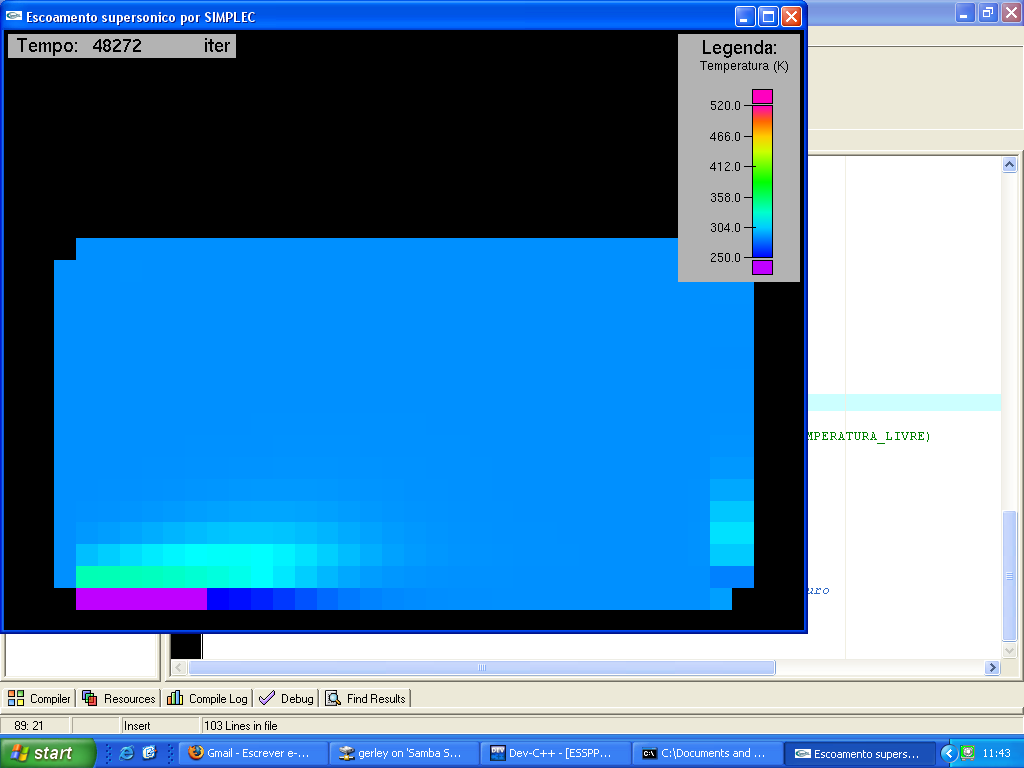 Escoamento supersonico por SIMPLEC
Tempo: 48272 iter
Legenda:
Temperatura (K)
520.0
466.0
412.0
358.0
304.0
250.0
MPERATURA_LIVRE)
uro
Compiler Resources Compile Log Debug Find Results
89: 21 Insert 103 Lines in file
start Gmail - Escrever e-... gerley on 'Samba S... Dev-C++ - [ESSPP... C:\Documents and ... Escoamento supers... 11:43